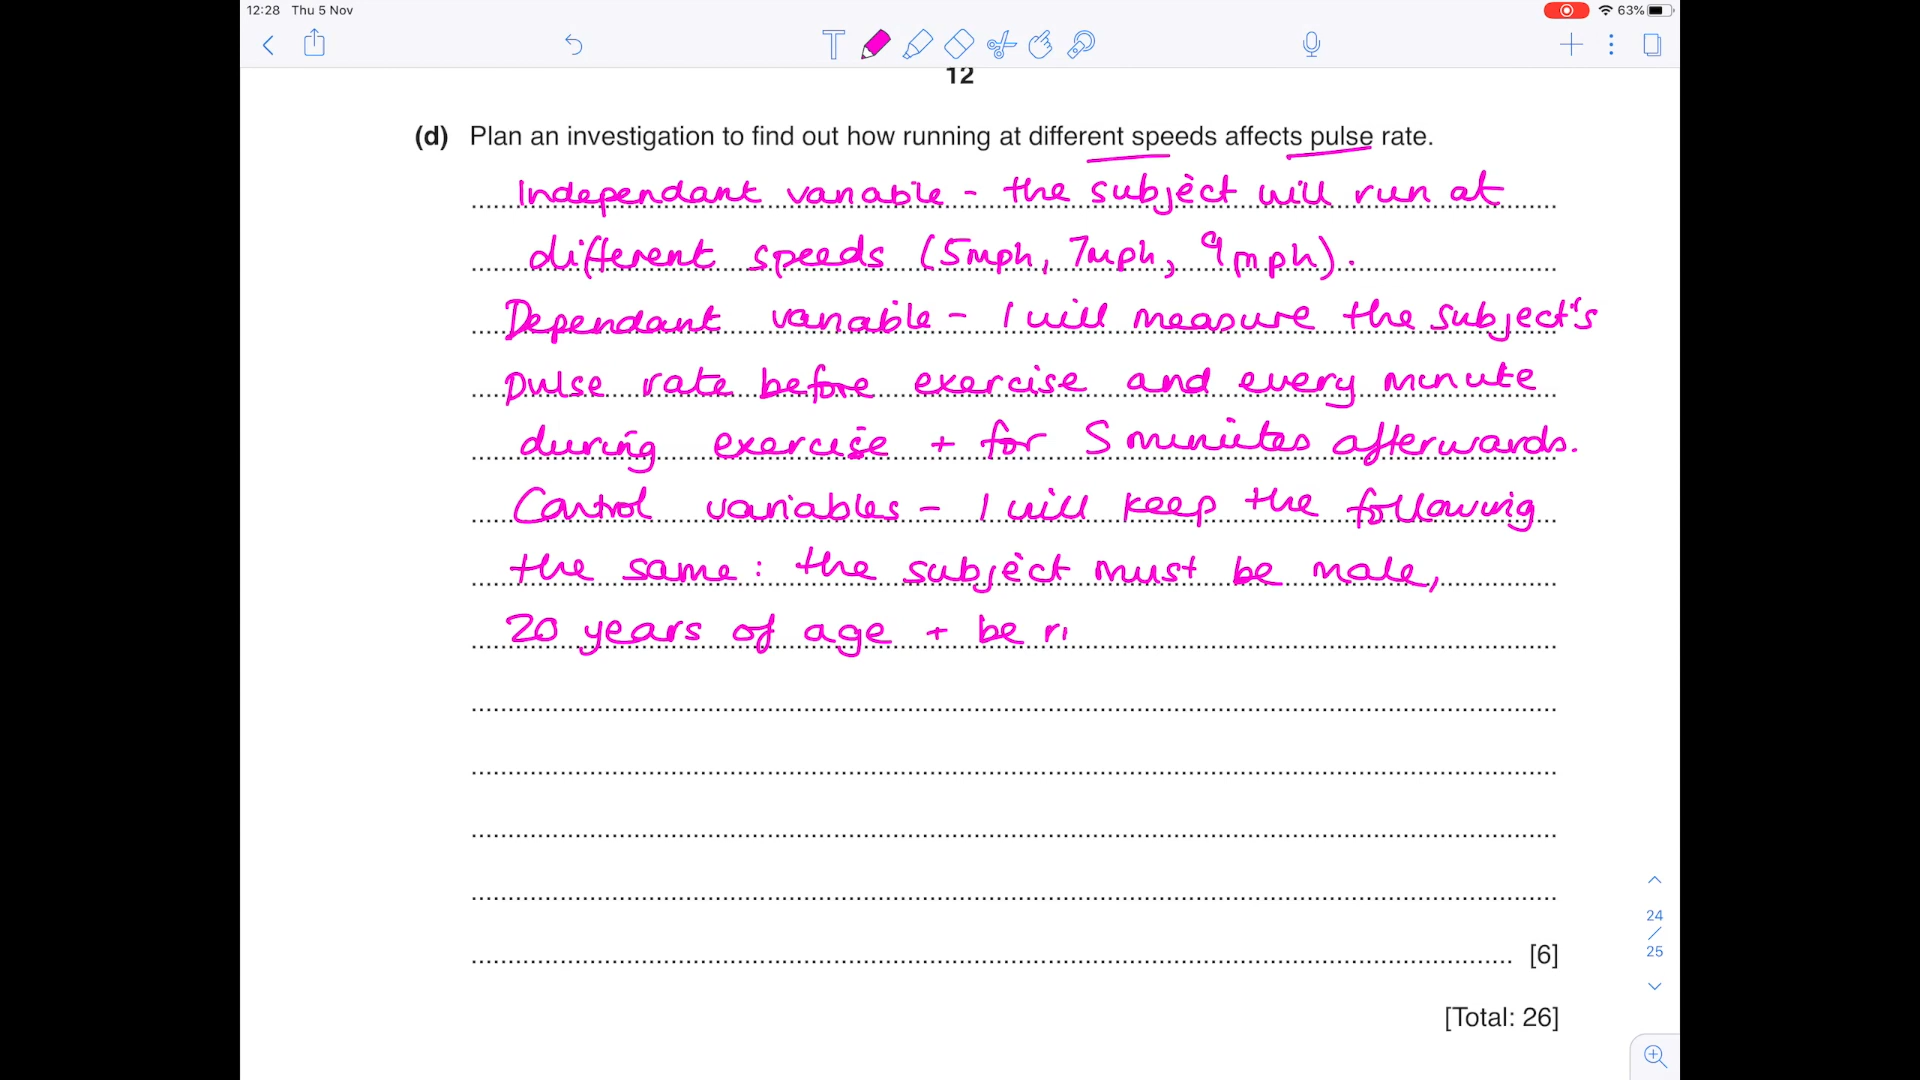 12:28 Thu 5 Nov
63%
12
(d) Plan an investigation to find out how running at different speeds affects pulse rate.
Independant variable - the subject will run at
different speeds (5mph, 7mph, 9mph).
Dependant variable - I will measure the subject's
pulse rate before exercise and every minute
during exercise + for 5 minutes afterwards.
Control variables - I will keep the following
the same: the subject must be male,
20 years of age + be
[6]
[Total: 26]
24
25